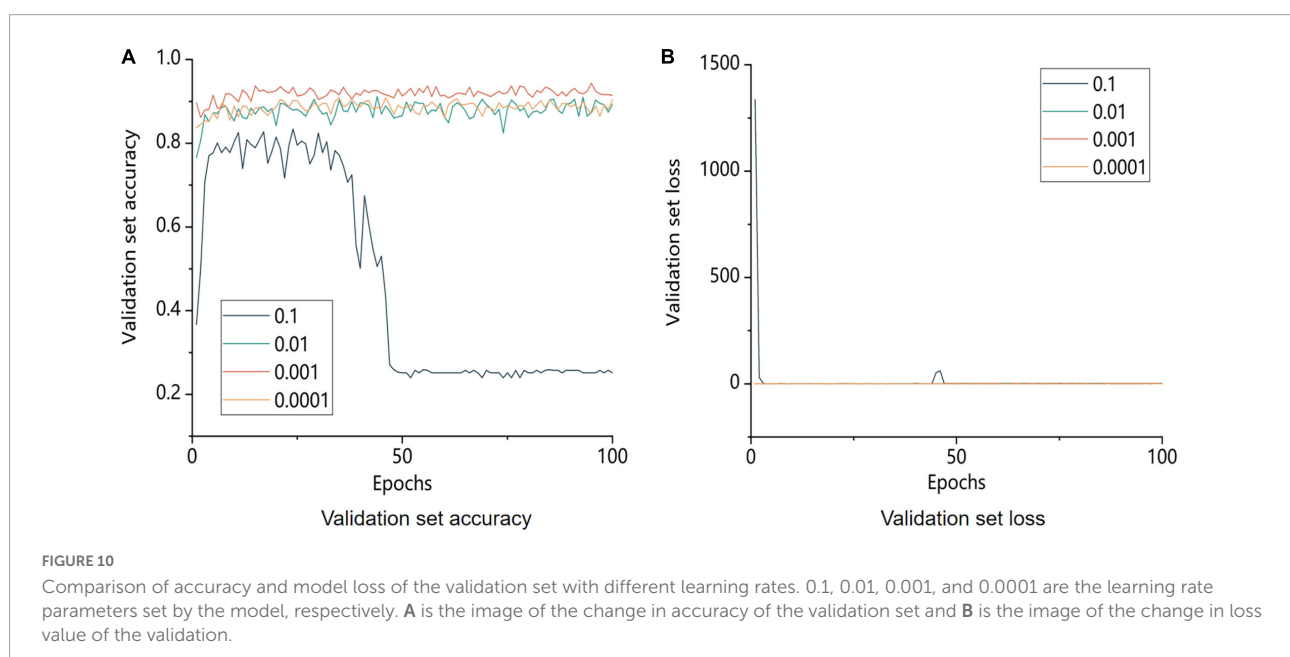 A
Validation set accuracy
1.0
0.8
0.6
0.4
0.2
0.1
0.01
0.001
0.0001
0
50
100
Epochs
Validation set accuracy
B
Validation set loss
1500
1000
500
0
0.1
0.01
0.001
0.0001
0
50
100
Epochs
Validation set loss
FIGURE 10
Comparison of accuracy and model loss of the validation set with different learning rates. 0.1, 0.01, 0.001, and 0.0001 are the learning rate
parameters set by the model, respectively. A is the image of the change in accuracy of the validation set and B is the image of the change in loss
value of the validation.